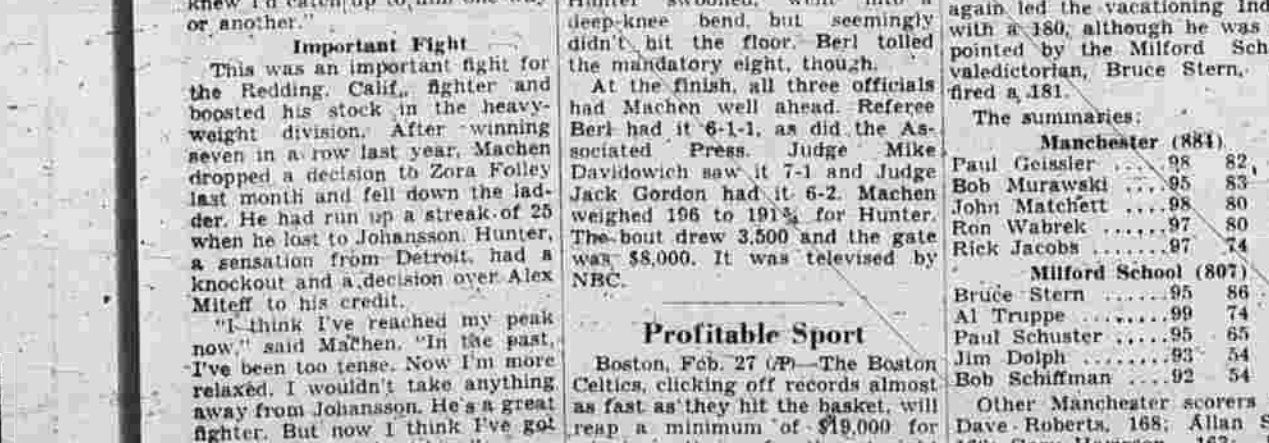 knew I'd catch up to him one way
or another."
Important Fight
This was an important fight for
the Redding, Calif., fighter and
boosted his stock in the heavy-
weight division. After winning
seven in a row last year, Machen
dropped a decision to Zora Folley
last month and fell down the lad-
der. He had run up a streak of 25
when he lost to Johansson. Hunter,
a sensation from Detroit, had a
knockout and a decision over Alex
Miteff to his credit.
"I think I've reached my peak
now," said Machen. "In the past,
I've been too tense. Now I'm more
relaxed. I wouldn't take anything
away from Johansson. He's a great
fighter. But now I think I've got
Hunter swooned, went into a
deep-knee bend, but seemingly
didn't hit the floor. Berl tolled
the mandatory eight, though.
At the finish, all three officials
had Machen well ahead. Referee
Berl had it 6-1-1, as did the As-
sociated Press. Judge Mike
Davidowich saw it 7-1 and Judge
Jack Gordon had it 6-2. Machen
weighed 196 to 191¾ for Hunter.
The bout drew 3,500 and the gate
was $8,000. It was televised by
NBC.
Profitable Sport
Boston, Feb. 27 (AP)—The Boston
Celtics, clicking off records almost
as fast as they hit the basket, will
reap a minimum of $19,000 for
again led the vacationing Ind
with a 180, although he was
pointed by the Milford Sch
valedictorian, Bruce Stern,
fired a 181.
The summaries:
Manchester (881)
Paul Geissler ....98 82
Bob Murawski ....95 83
John Matchett ....98 80
Ron Wabrek ....97 80
Rick Jacobs ....97 74
Milford School (807)
Bruce Stern ......95 86
Al Truppe ........99 74
Paul Schuster ....95 65
Jim Dolph ........93 54
Bob Schiffman ....92 54
Other Manchester scorers
Dave Roberts, 168; Allan S